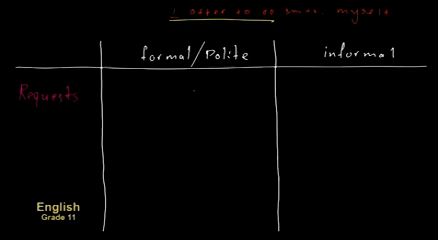 I offer to do smth. myself
formal/Polite informal
Requests
English
Grade 11